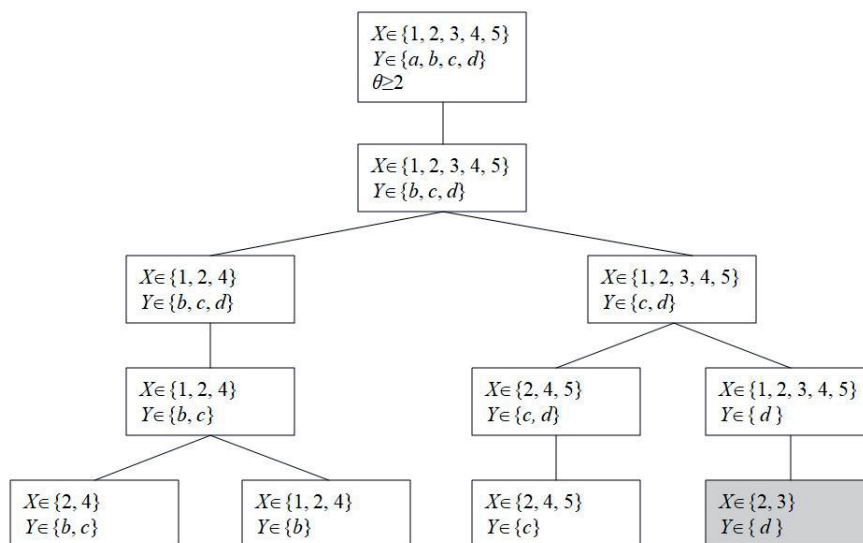 X∈{1, 2, 3, 4, 5}
Y∈{a, b, c, d}
θ≥2
X∈{1, 2, 3, 4, 5}
Y∈{b, c, d}
X∈{1, 2, 4}
Y∈{b, c, d}
X∈{1, 2, 3, 4, 5}
Y∈{c, d}
X∈{1, 2, 4}
Y∈{b, c}
X∈{2, 4, 5}
Y∈{c, d}
X∈{1, 2, 3, 4, 5}
Y∈{ d }
X∈{2, 4}
Y∈{b, c}
X∈{1, 2, 4}
Y∈{b}
X∈{2, 4, 5}
Y∈{c}
X∈{2, 3}
Y∈{ d }